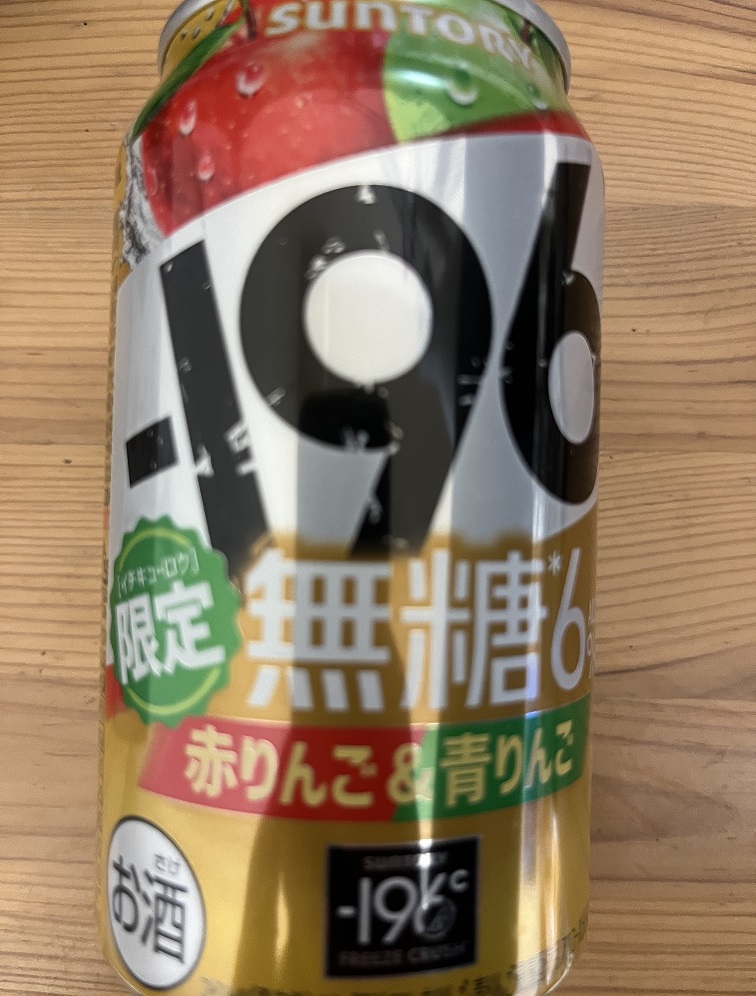 SUNTORY
-196
[イチキューロク]
限定
無糖*6
赤りんご&青りんご
さけ
お酒
SUNTORY
-196℃
FREEZE CRUSH